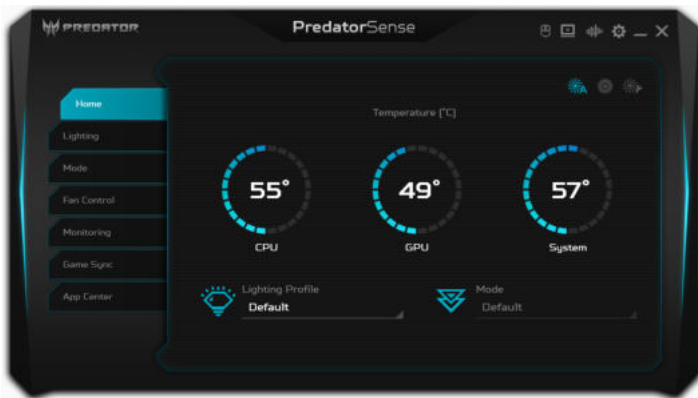 PREDATOR
PredatorSense
Home
Lighting
Mode
Fan Control
Monitoring
Game Sync
App Center
A
P
Temperature [°C]
55°
49°
57°
CPU
GPU
System
Lighting Profile
Default
Mode
Default